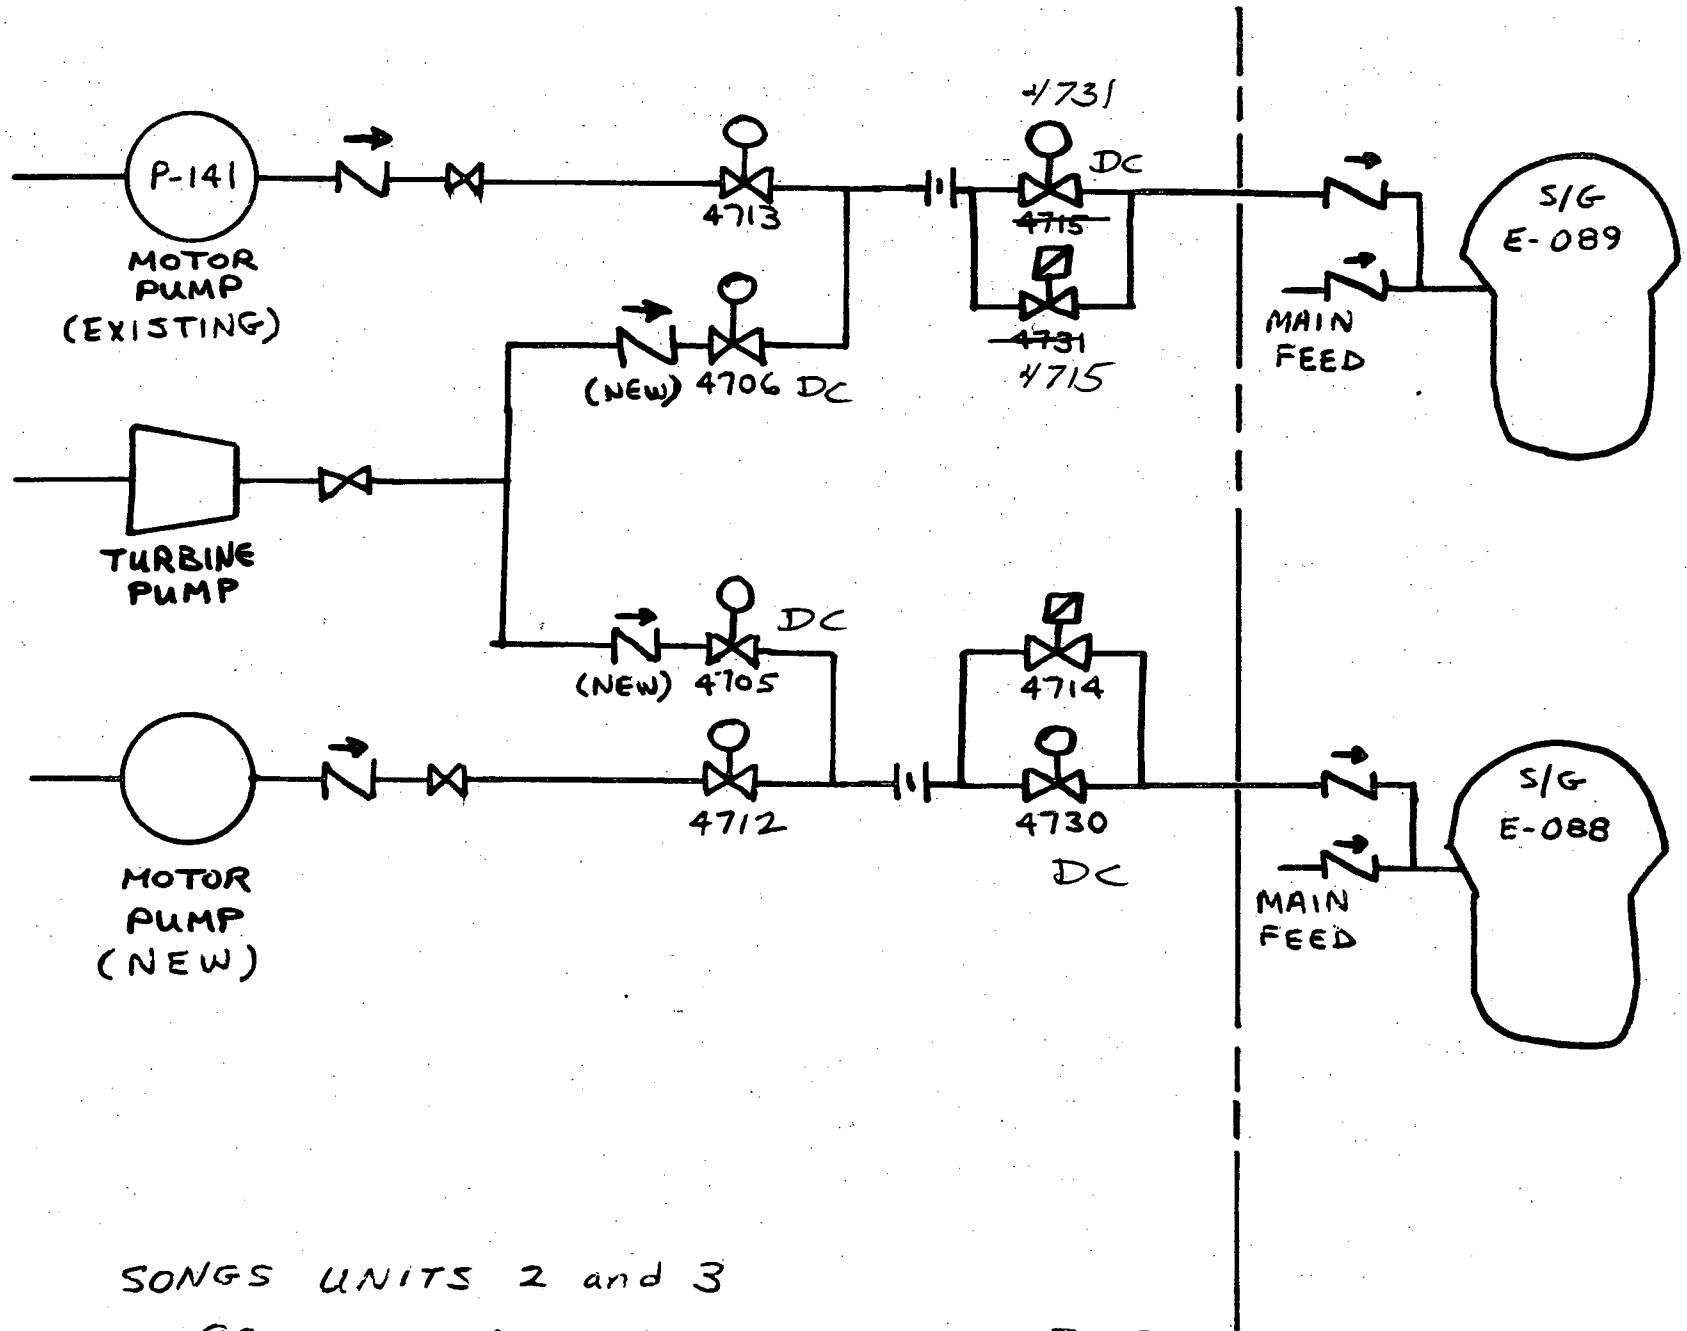 4731
P-141
DC
S/G
E-089
4713
4715
MOTOR
PUMP
(EXISTING)
MAIN
FEED
4731
4715
(NEW) 4706 DC
TURBINE
PUMP
DC
(NEW) 4705
4714
S/G
E-088
4712
4730
DC
MOTOR
PUMP
(NEW)
MAIN
FEED
SONGS UNITS 2 and 3